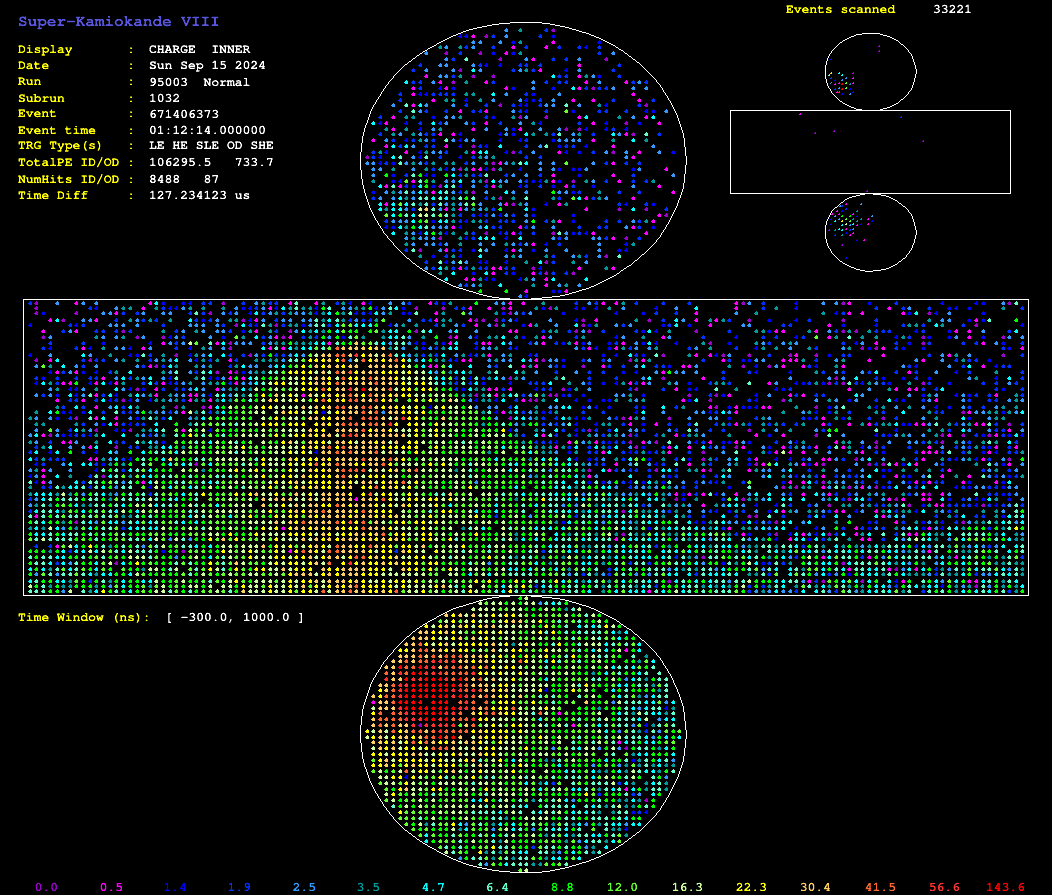 Super-Kamiokande VIII
Events scanned 33221
Display : CHARGE INNER
Date : Sun Sep 15 2024
Run : 95003 Normal
Subrun : 1032
Event : 671406373
Event time : 01:12:14.000000
TRG Type(s) : LE HE SLE OD SHE
TotalPE ID/OD : 106295.5 733.7
NumHits ID/OD : 8488 87
Time Diff : 127.234123 us
Time Window (ns): [ -300.0, 1000.0 ]
0.0 0.5 1.4 1.9 2.5 3.5 4.7 6.4 8.8 12.0 16.3 22.3 30.4 41.5 56.6 143.6